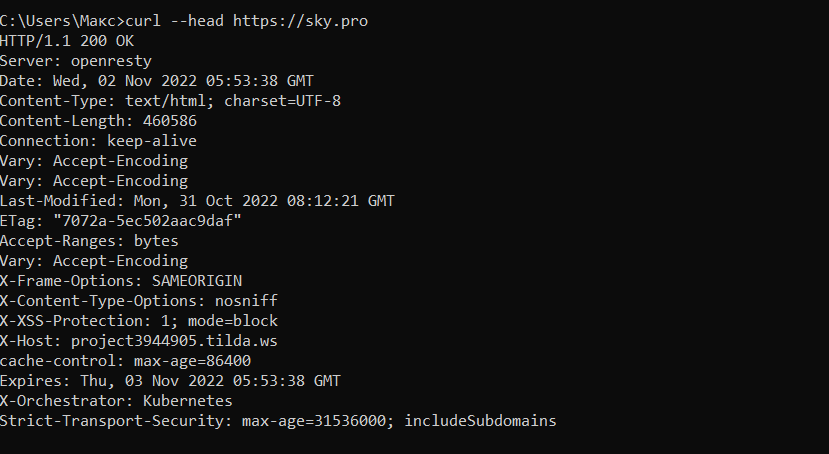 C:\Users\Макс>curl --head https://sky.pro
HTTP/1.1 200 OK
Server: openresty
Date: Wed, 02 Nov 2022 05:53:38 GMT
Content-Type: text/html; charset=UTF-8
Content-Length: 460586
Connection: keep-alive
Vary: Accept-Encoding
Vary: Accept-Encoding
Last-Modified: Mon, 31 Oct 2022 08:12:21 GMT
ETag: "7072a-5ec502aac9daf"
Accept-Ranges: bytes
Vary: Accept-Encoding
X-Frame-Options: SAMEORIGIN
X-Content-Type-Options: nosniff
X-XSS-Protection: 1; mode=block
X-Host: project3944905.tilda.ws
cache-control: max-age=86400
Expires: Thu, 03 Nov 2022 05:53:38 GMT
X-Orchestrator: Kubernetes
Strict-Transport-Security: max-age=31536000; includeSubdomains